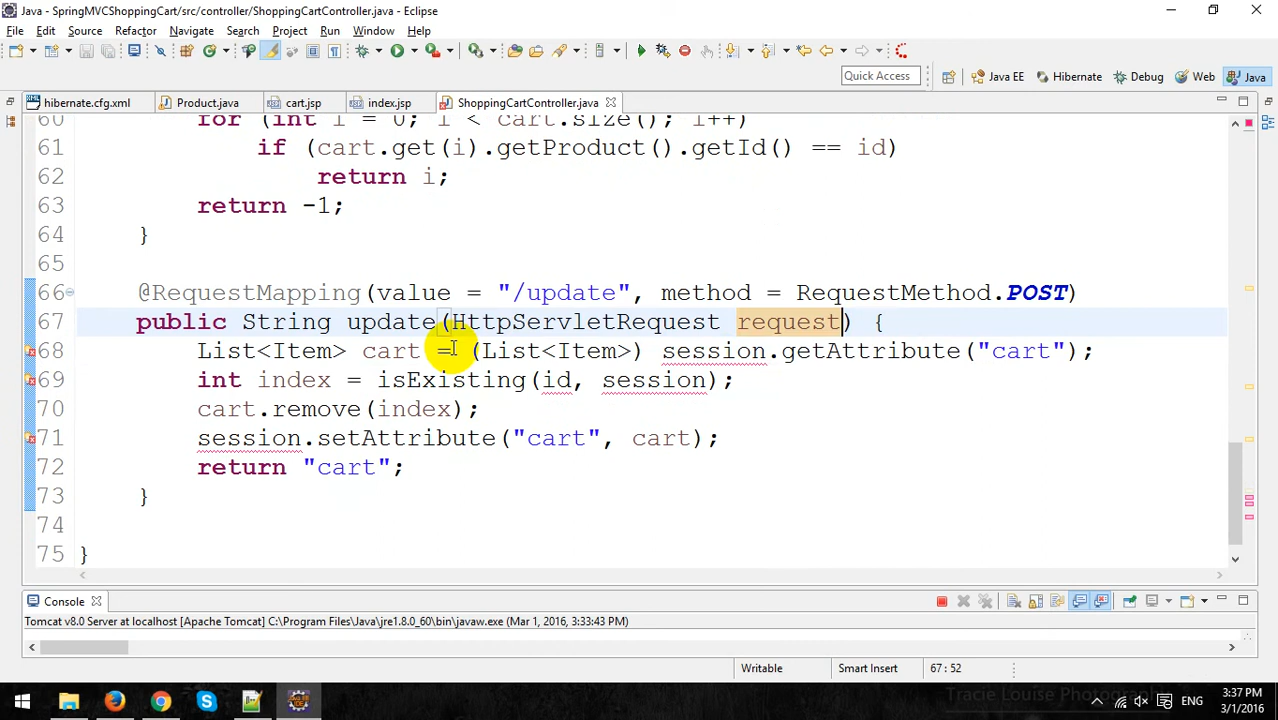 Java - SpringMVCShoppingCart/src/controller/ShoppingCartController.java - Eclipse
File Edit Source Refactor Navigate Search Project Run Window Help
Quick Access Java EE Hibernate Debug Web Java
hibernate.cfg.xml Product.java cart.jsp index.jsp ShoppingCartController.java
60 for (int i = 0; i < cart.size(); i++)
61 if (cart.get(i).getProduct().getId() == id)
62 return i;
63 return -1;
64 }
65
66 @RequestMapping(value = "/update", method = RequestMethod.POST)
67 public String update(HttpServletRequest request) {
68 List<Item> cart = (List<Item>) session.getAttribute("cart");
69 int index = isExisting(id, session);
70 cart.remove(index);
71 session.setAttribute("cart", cart);
72 return "cart";
73 }
74
75 }
Console
Tomcat v8.0 Server at localhost [Apache Tomcat] C:\Program Files\Java\jre1.8.0_60\bin\javaw.exe (Mar 1, 2016, 3:33:43 PM)
Writable Smart Insert 67 : 52
Tracie Louise Photography
ENG 3:37 PM
3/1/2016